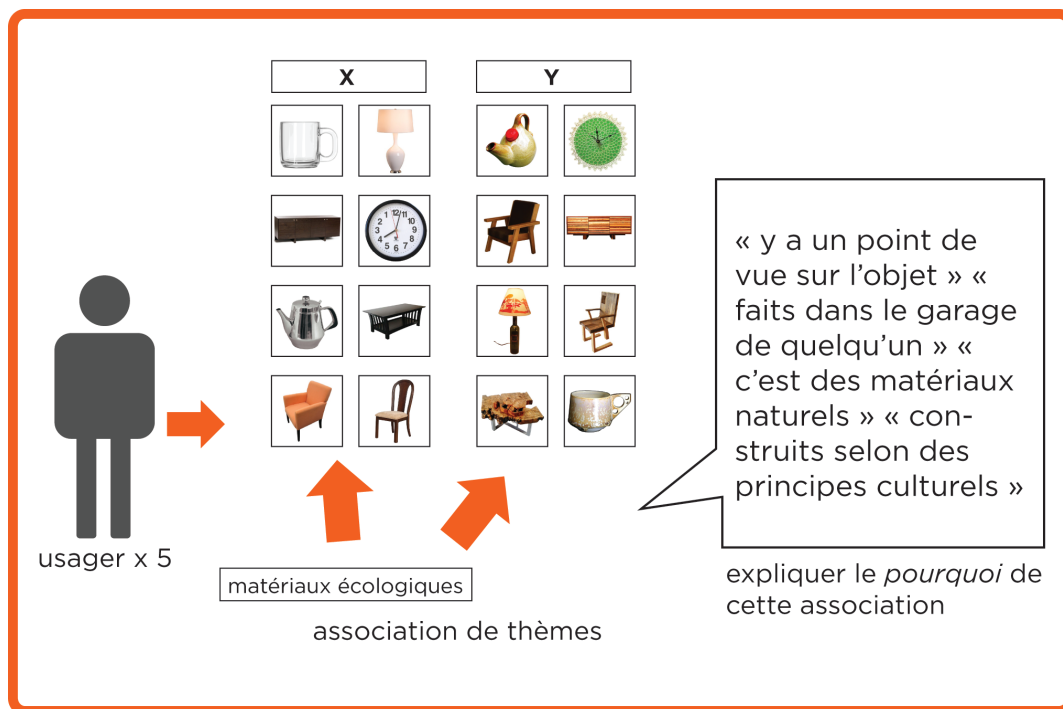 X
Y
12
« y a un point de
vue sur l'objet » «
faits dans le garage
de quelqu'un » «
c'est des matériaux
naturels » « con-
struits selon des
principes culturels »
usager x 5
matériaux écologiques
association de thèmes
expliquer le pourquoi de
cette association